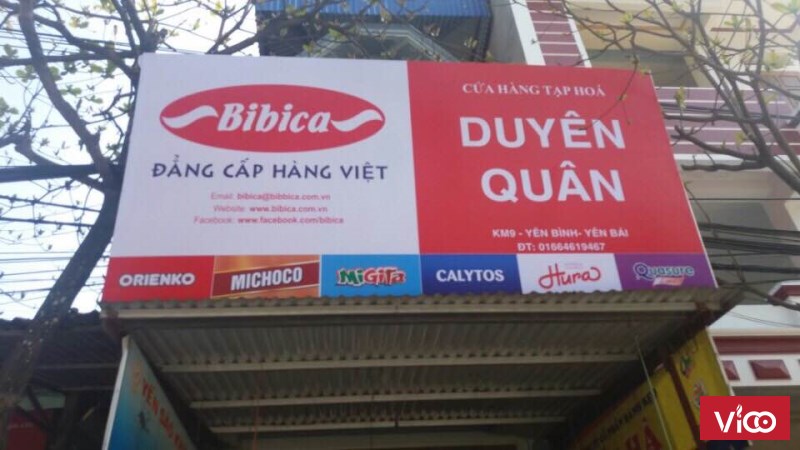 Bibica
ĐẲNG CẤP HÀNG VIỆT
Email: bibica@bibbica.com.vn
Website: www.bibica.com.vn
Facebook: www.facebook.com/bibica
CỬA HÀNG TẠP HOÁ
DUYÊN
QUÂN
KM9 - YÊN BÌNH- YÊN BÁI
ĐT: 01664619467
ORIENKO
MICHOCO
MiGiTa
CALYTOS
Hura
Quasure
VICO